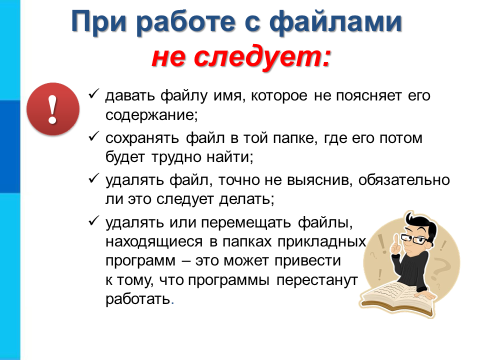 При работе с файлами
не следует:
!
✓ давать файлу имя, которое не поясняет его
содержание;
✓ сохранять файл в той папке, где его потом
будет трудно найти;
✓ удалять файл, точно не выяснив, обязательно
ли это следует делать;
✓ удалять или перемещать файлы,
находящиеся в папках прикладных
программ – это может привести
к тому, что программы перестанут
работать.